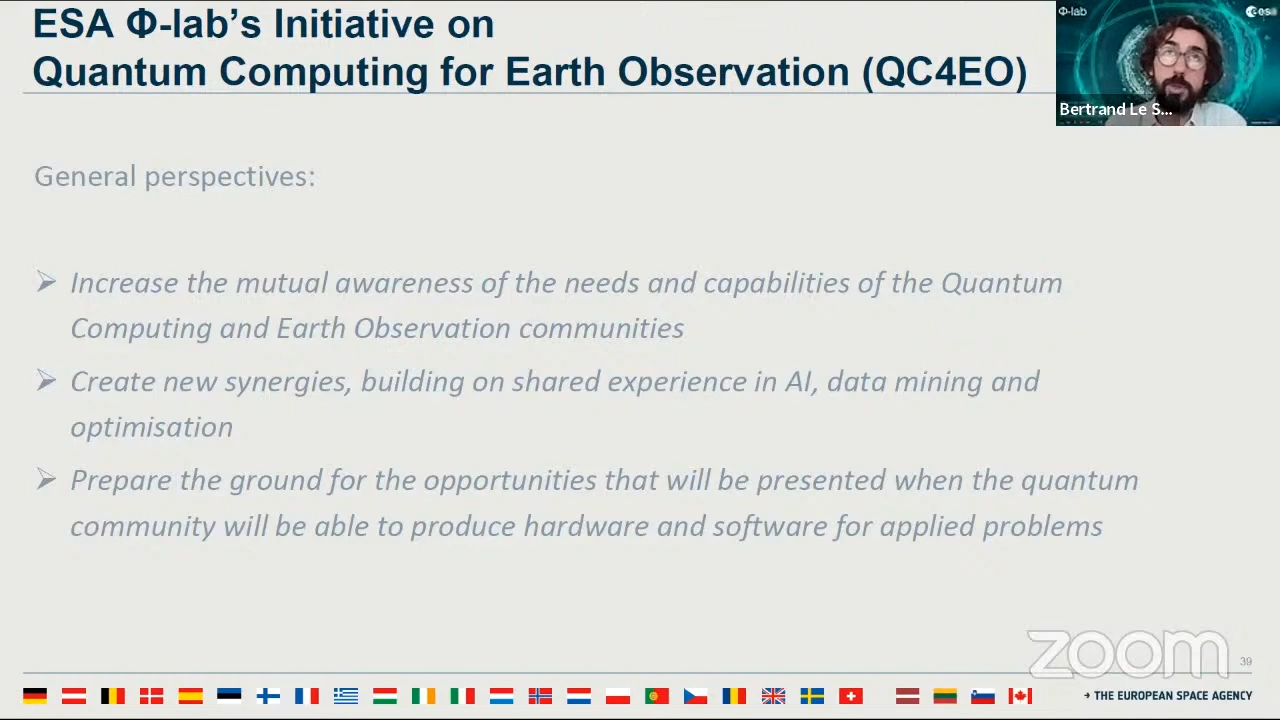 ESA Φ-lab’s Initiative on
Quantum Computing for Earth Observation (QC4EO)
Φ-lab
esa
Bertrand Le S...
General perspectives:
➢ Increase the mutual awareness of the needs and capabilities of the Quantum
Computing and Earth Observation communities
➢ Create new synergies, building on shared experience in AI, data mining and
optimisation
➢ Prepare the ground for the opportunities that will be presented when the quantum
community will be able to produce hardware and software for applied problems
zoom
39
→ THE EUROPEAN SPACE AGENCY